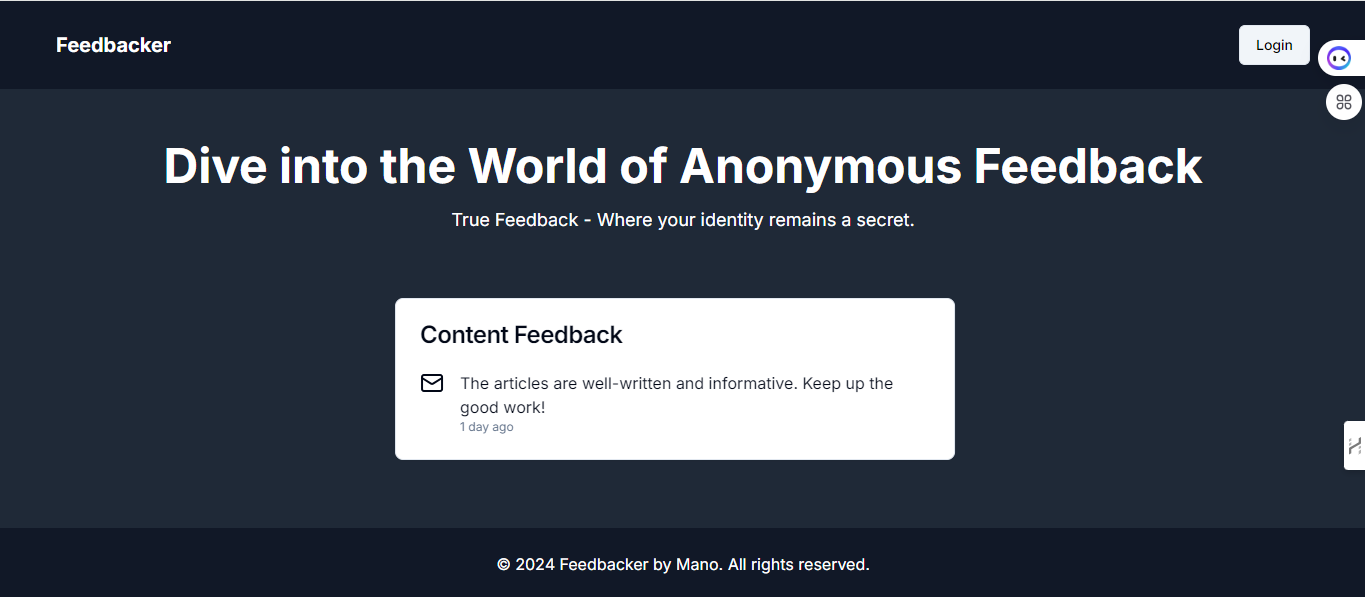 Feedbacker
Login
Dive into the World of Anonymous Feedback
True Feedback - Where your identity remains a secret.
Content Feedback
The articles are well-written and informative. Keep up the
good work!
1 day ago
© 2024 Feedbacker by Mano. All rights reserved.